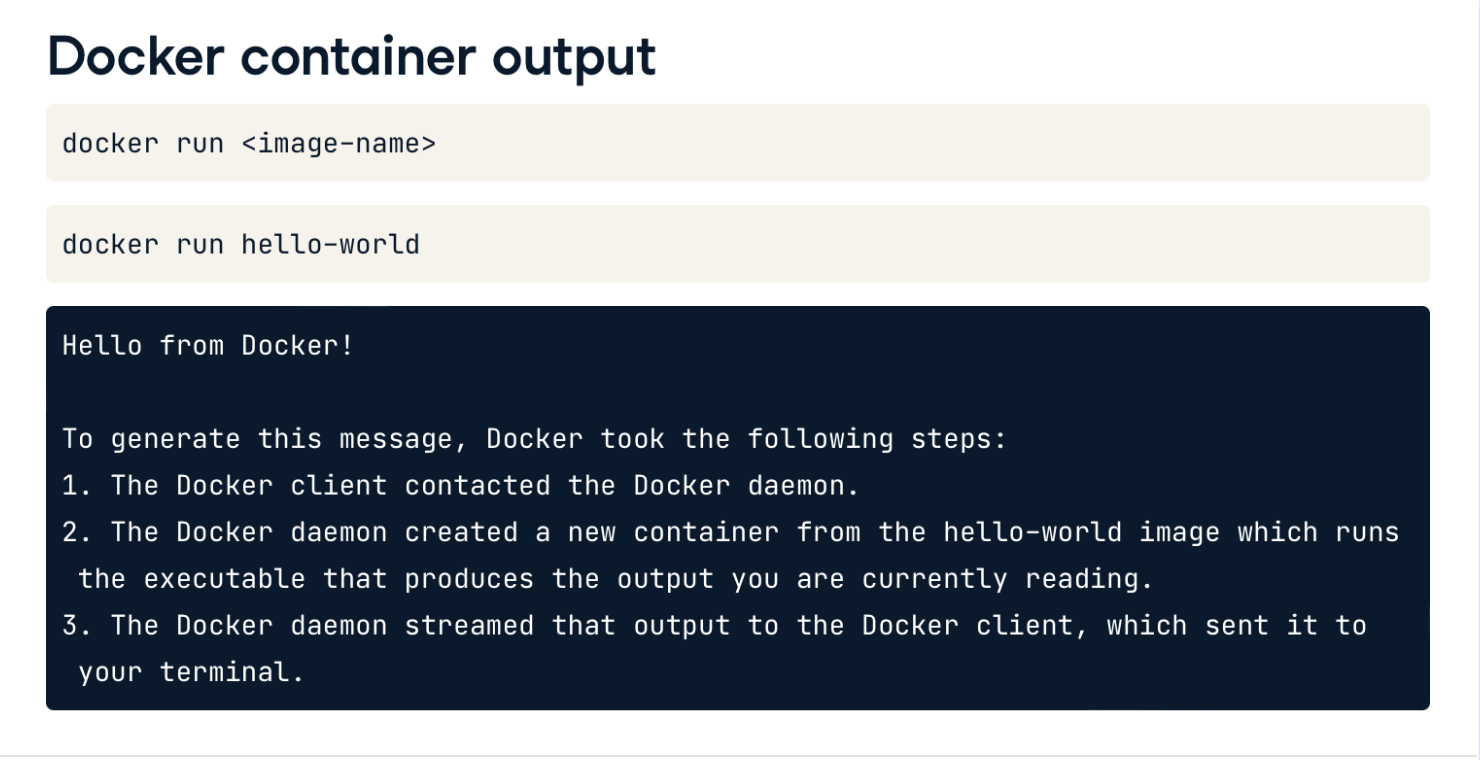 Docker container output
docker run <image-name>
docker run hello-world
Hello from Docker!
To generate this message, Docker took the following steps:
1. The Docker client contacted the Docker daemon.
2. The Docker daemon created a new container from the hello-world image which runs
the executable that produces the output you are currently reading.
3. The Docker daemon streamed that output to the Docker client, which sent it to
your terminal.